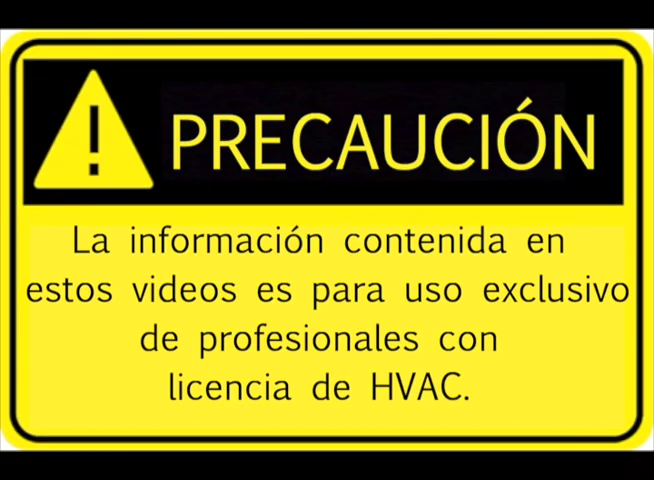 PRECAUCIÓN
La información contenida en
estos videos es para uso exclusivo
de profesionales con
licencia de HVAC.